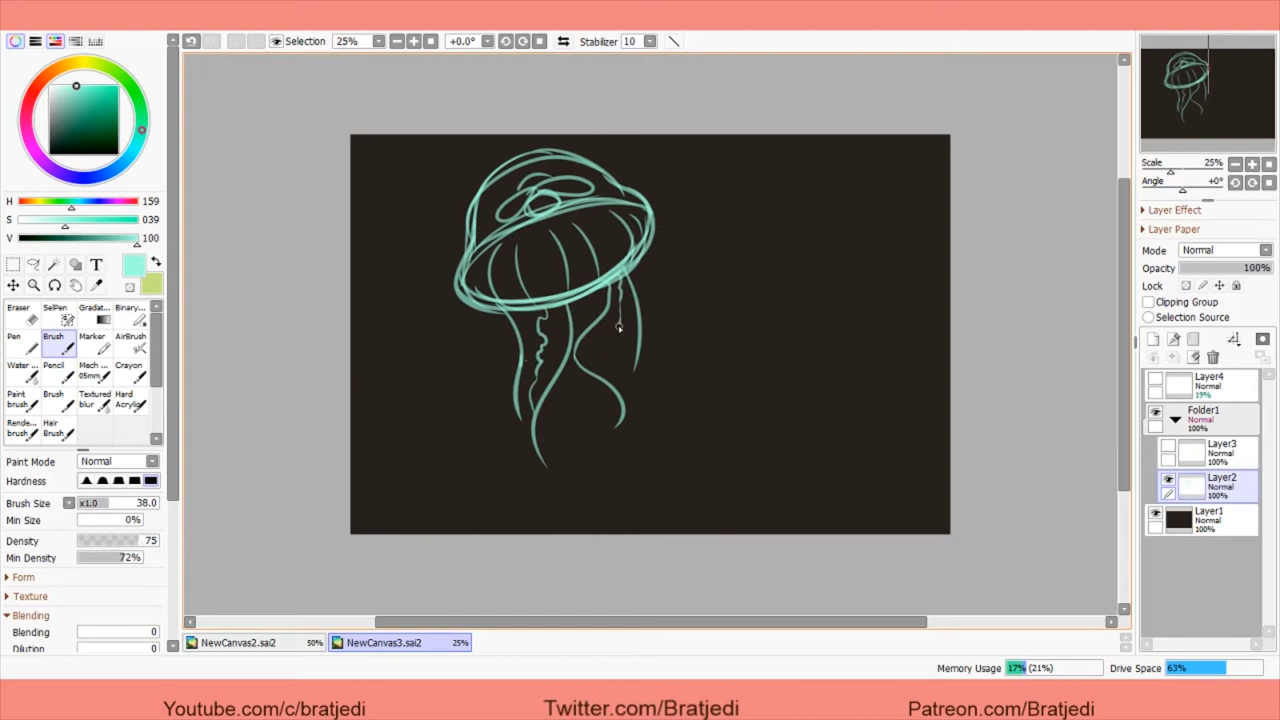 Selection 25% +0.0° Stabilizer 10
H 159
S 039
V 100
T
Eraser SelPen Gradat... Binary...
Pen Brush Marker AirBrush
Water... Pencil Mech 05mm Crayon
Paint brush Brush Textured blur Hard Acrylic
Rende... brush Hair Brush
Paint Mode Normal
Hardness
Brush Size x1.0 38.0
Min Size 0%
Density 75
Min Density 72%
Form
Texture
Blending
Blending 0
Dilution 0
NewCanvas2.sai2 50% NewCanvas3.sai2 25%
Scale 25%
Angle +0°
Layer Effect
Layer Paper
Mode Normal
Opacity 100%
Lock
Clipping Group
Selection Source
Layer4
Normal
19%
Folder1
Normal
100%
Layer3
Normal
100%
Layer2
Normal
100%
Layer1
Normal
100%
Memory Usage 17% (21%) Drive Space 63%
Youtube.com/c/bratjedi Twitter.com/Bratjedi Patreon.com/Bratjedi